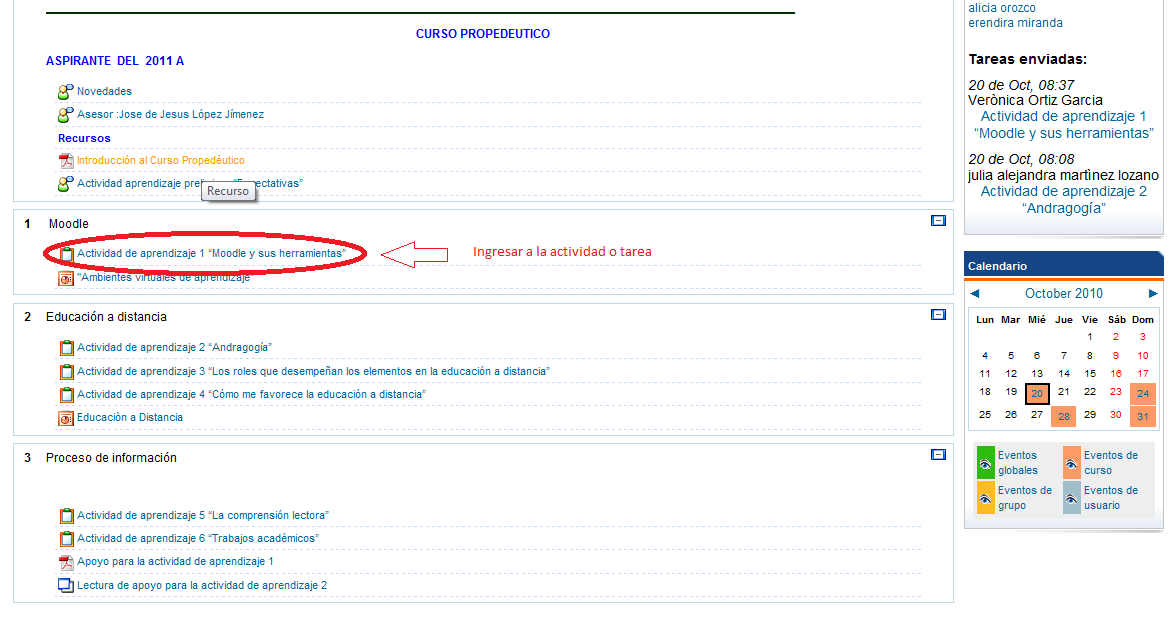 CURSO PROPEDEUTICO
ASPIRANTE DEL 2011 A
Novedades
Asesor :Jose de Jesus López Jímenez
Recursos
Introducción al Curso Propedéutico
Actividad aprendizaje
Recurso
1 Moodle
Actividad de aprendizaje 1 “Moodle y sus herramientas”
Ingresar a la actividad o tarea
"Ambientes virtuales de aprendizaje
2 Educación a distancia
Actividad de aprendizaje 2 “Andragogía”
Actividad de aprendizaje 3 “Los roles que desempeñan los elementos en la educación a distancia”
Actividad de aprendizaje 4 “Cómo me favorece la educación a distancia”
Educaciòn a Distancia
3 Proceso de información
Actividad de aprendizaje 5 “La comprensión lectora”
Actividad de aprendizaje 6 “Trabajos académicos”
Apoyo para la actividad de aprendizaje 1
Lectura de apoyo para la actividad de aprendizaje 2
alicia orozco
erendira miranda
Tareas enviadas:
20 de Oct, 08:37
Verònica Ortiz Garcia
Actividad de aprendizaje 1
“Moodle y sus herramientas”
20 de Oct, 08:08
julia alejandra martìnez lozano
Actividad de aprendizaje 2
“Andragogía”
Calendario
October 2010
Lun Mar Mié Jue Vie Sáb Dom
1 2 3
4 5 6 7 8 9 10
11 12 13 14 15 16 17
18 19 20 21 22 23 24
25 26 27 28 29 30 31
Eventos globales
Eventos de curso
Eventos de grupo
Eventos de usuario